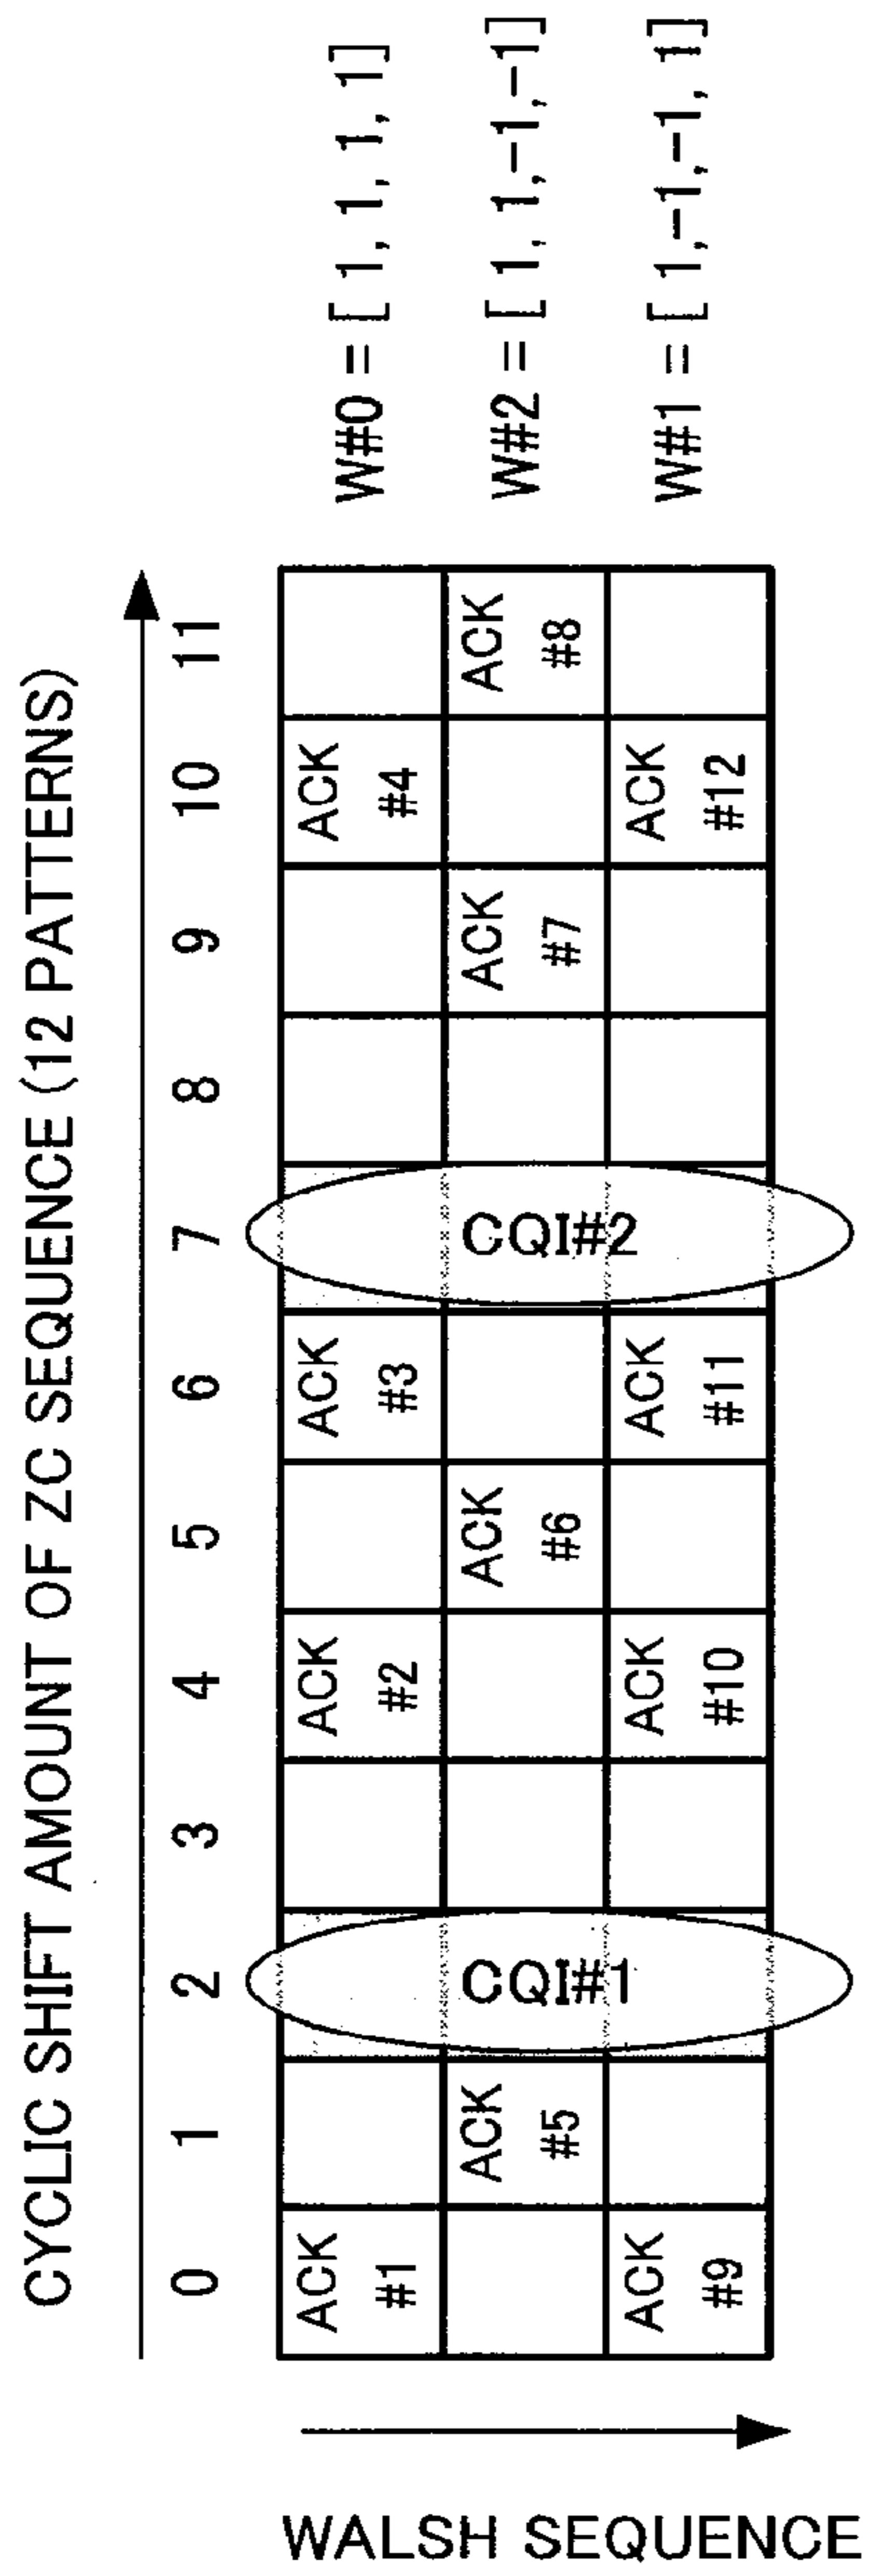 CYCLIC SHIFT AMOUNT OF ZC SEQUENCE (12 PATTERNS)
0 1 2 3 4 5 6 7 8 9 10 11
ACK #1
ACK #2
ACK #3
ACK #4
W#0 = [ 1, 1, 1, 1]
ACK #5
CQI#1
ACK #6
CQI#2
ACK #7
ACK #8
W#2 = [ 1, 1,-1,-1]
ACK #9
ACK #10
ACK #11
ACK #12
W#1 = [ 1,-1,-1, 1]
WALSH SEQUENCE